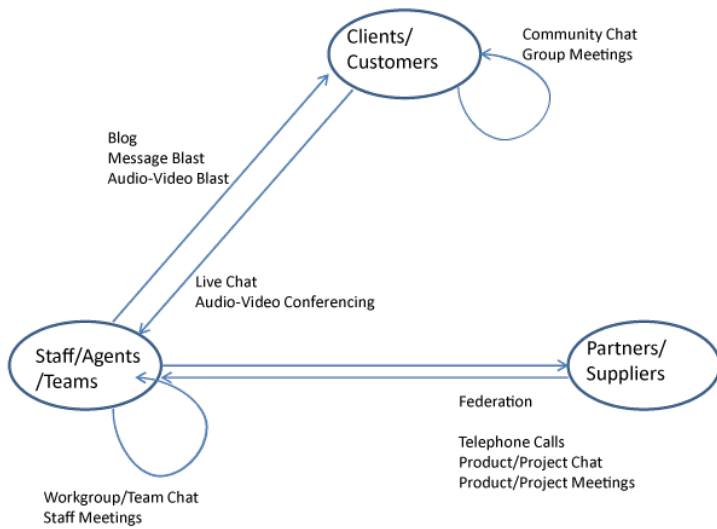 Clients/
Customers
Community Chat
Group Meetings
Blog
Message Blast
Audio-Video Blast
Live Chat
Audio-Video Conferencing
Staff/Agents
/Teams
Partners/
Suppliers
Federation
Telephone Calls
Product/Project Chat
Product/Project Meetings
Workgroup/Team Chat
Staff Meetings